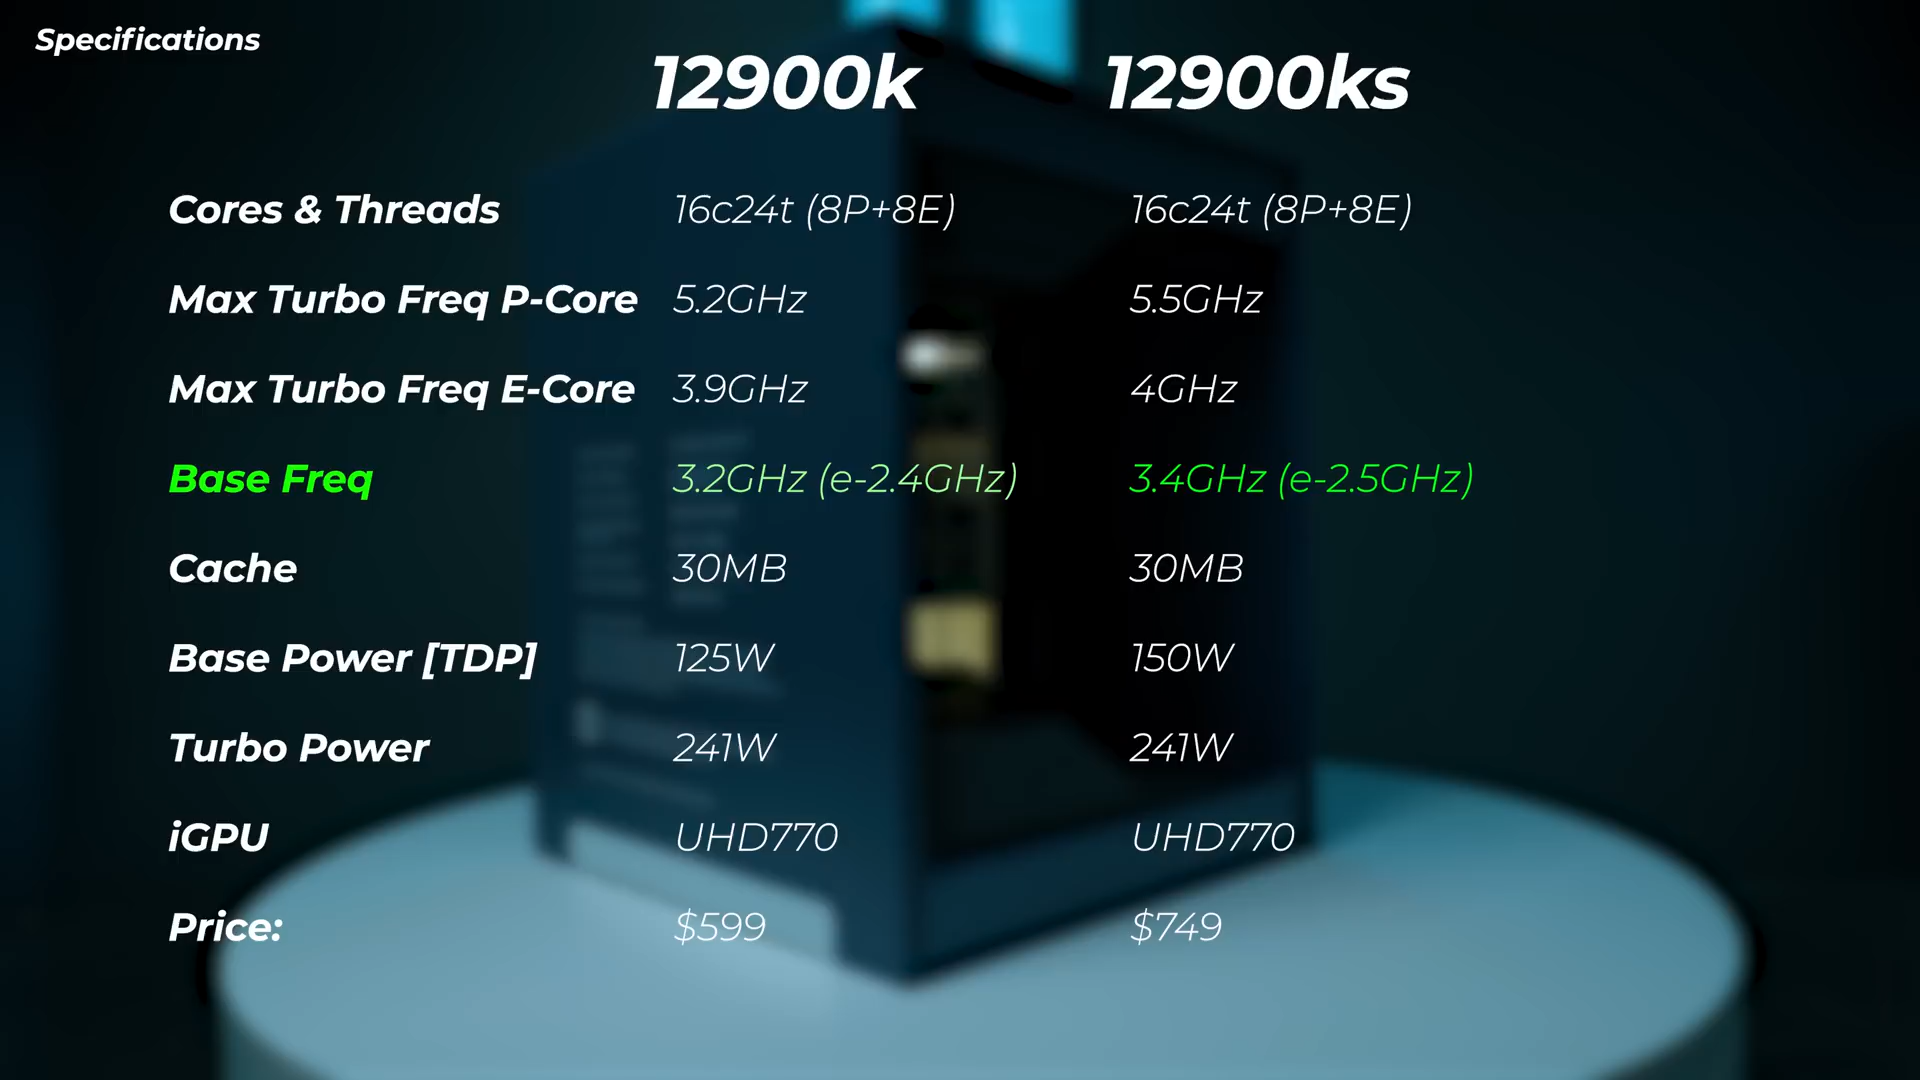 Specifications
12900k 12900ks
Cores & Threads 16c24t (8P+8E) 16c24t (8P+8E)
Max Turbo Freq P-Core 5.2GHz 5.5GHz
Max Turbo Freq E-Core 3.9GHz 4GHz
Base Freq 3.2GHz (e-2.4GHz) 3.4GHz (e-2.5GHz)
Cache 30MB 30MB
Base Power [TDP] 125W 150W
Turbo Power 241W 241W
iGPU UHD770 UHD770
Price: $599 $749